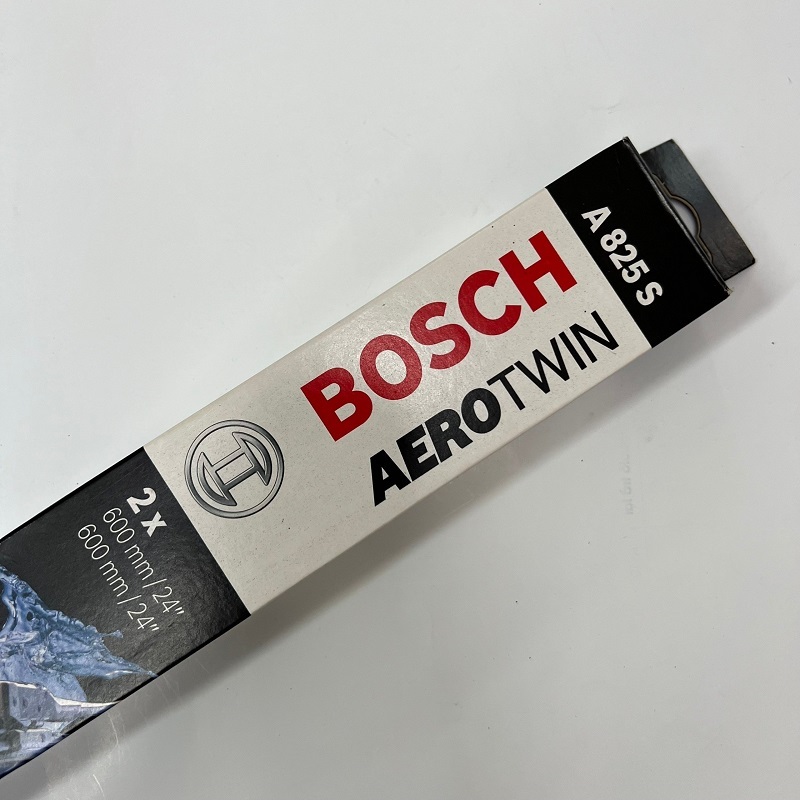 A 825 S
BOSCH
AEROTWIN
2 x
600 mm / 24"
600 mm / 24"